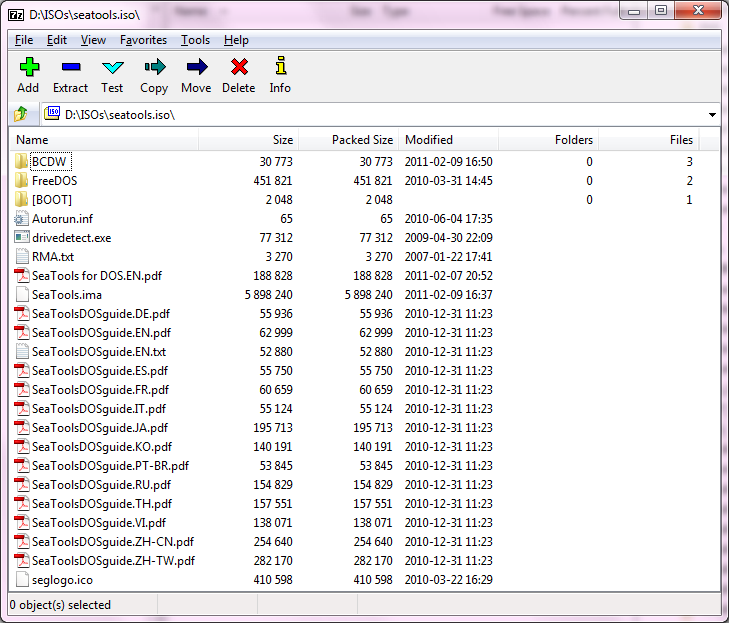 7z D:\ISOs\seatools.iso\
File Edit View Favorites Tools Help
Add Extract Test Copy Move Delete Info
D:\ISOs\seatools.iso\
Name Size Packed Size Modified Folders Files
BCDW 30 773 30 773 2011-02-09 16:50 0 3
FreeDOS 451 821 451 821 2010-03-31 14:45 0 2
[BOOT] 2 048 2 048 0 1
Autorun.inf 65 65 2010-06-04 17:35
drivedetect.exe 77 312 77 312 2009-04-30 22:09
RMA.txt 3 270 3 270 2007-01-22 17:41
SeaTools for DOS.EN.pdf 188 828 188 828 2011-02-07 20:52
SeaTools.ima 5 898 240 5 898 240 2011-02-09 16:37
SeaToolsDOSguide.DE.pdf 55 936 55 936 2010-12-31 11:23
SeaToolsDOSguide.EN.pdf 62 999 62 999 2010-12-31 11:23
SeaToolsDOSguide.EN.txt 52 880 52 880 2010-12-31 11:23
SeaToolsDOSguide.ES.pdf 55 750 55 750 2010-12-31 11:23
SeaToolsDOSguide.FR.pdf 60 659 60 659 2010-12-31 11:23
SeaToolsDOSguide.IT.pdf 55 124 55 124 2010-12-31 11:23
SeaToolsDOSguide.JA.pdf 195 713 195 713 2010-12-31 11:23
SeaToolsDOSguide.KO.pdf 140 191 140 191 2010-12-31 11:23
SeaToolsDOSguide.PT-BR.pdf 53 845 53 845 2010-12-31 11:23
SeaToolsDOSguide.RU.pdf 154 829 154 829 2010-12-31 11:23
SeaToolsDOSguide.TH.pdf 157 551 157 551 2010-12-31 11:23
SeaToolsDOSguide.VI.pdf 138 071 138 071 2010-12-31 11:23
SeaToolsDOSguide.ZH-CN.pdf 254 640 254 640 2010-12-31 11:23
SeaToolsDOSguide.ZH-TW.pdf 282 170 282 170 2010-12-31 11:23
seglogo.ico 410 598 410 598 2010-03-22 16:29
0 object(s) selected